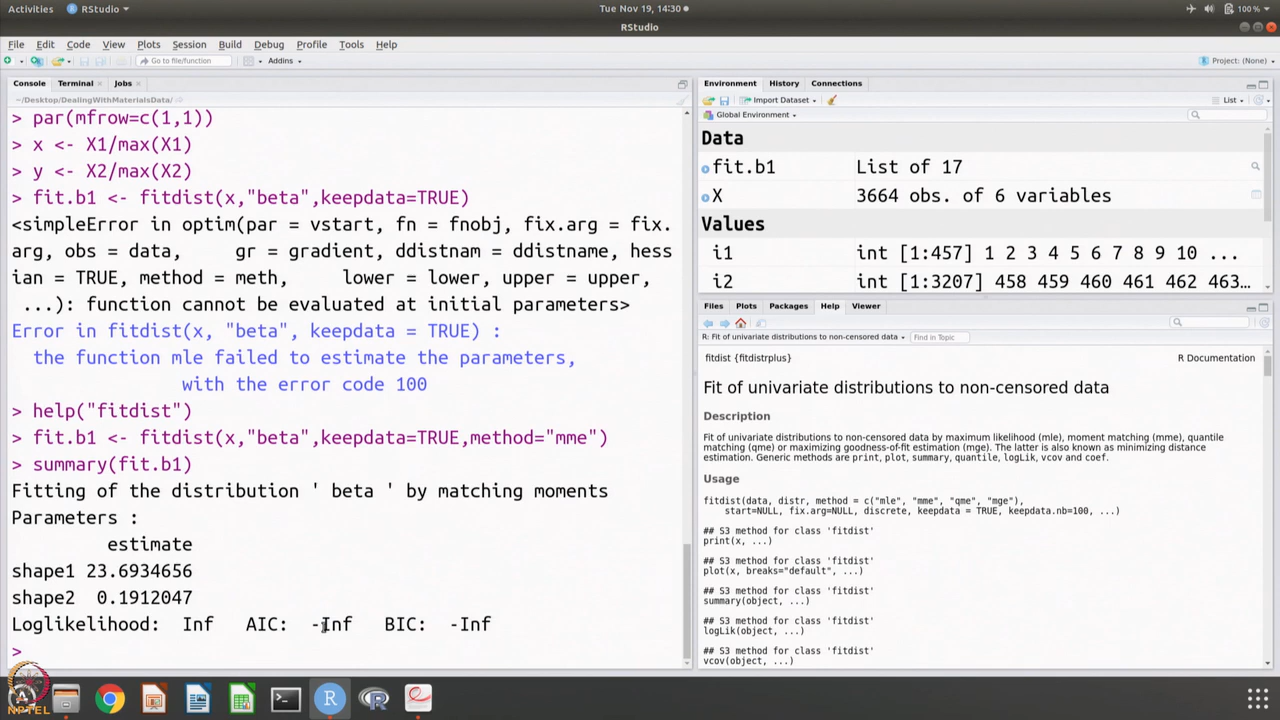 Activities
RStudio
Tue Nov 19, 14:30
100 %
RStudio
File Edit Code View Plots Session Build Debug Profile Tools Help
Go to file/function
Addins
Project: (None)
Console Terminal Jobs
~/Desktop/DealingWithMaterialsData/
> par(mfrow=c(1,1))
> x <- X1/max(X1)
> y <- X2/max(X2)
> fit.b1 <- fitdist(x,"beta",keepdata=TRUE)
<simpleError in optim(par = vstart, fn = fnobj, fix.arg = fix.
arg, obs = data,     gr = gradient, ddistnam = ddistname, hess
ian = TRUE, method = meth,     lower = lower, upper = upper,
 ...): function cannot be evaluated at initial parameters>
Error in fitdist(x, "beta", keepdata = TRUE) :
  the function mle failed to estimate the parameters,
                with the error code 100
> help("fitdist")
> fit.b1 <- fitdist(x,"beta",keepdata=TRUE,method="mme")
> summary(fit.b1)
Fitting of the distribution ' beta ' by matching moments
Parameters :
         estimate
shape1 23.6934656
shape2  0.1912047
Loglikelihood:  Inf   AIC:  -Inf   BIC:  -Inf
>
Environment History Connections
Import Dataset
List
Global Environment
Data
fit.b1 List of 17
X 3664 obs. of 6 variables
Values
i1 int [1:457] 1 2 3 4 5 6 7 8 9 10 ...
i2 int [1:3207] 458 459 460 461 462 463…
Files Plots Packages Help Viewer
R: Fit of univariate distributions to non-censored data
Find in Topic
fitdist {fitdistrplus}
R Documentation
Fit of univariate distributions to non-censored data
Description
Fit of univariate distributions to non-censored data by maximum likelihood (mle), moment matching (mme), quantile
matching (qme) or maximizing goodness-of-fit estimation (mge). The latter is also known as minimizing distance
estimation. Generic methods are print, plot, summary, quantile, logLik, vcov and coef.
Usage
fitdist(data, distr, method = c("mle", "mme", "qme", "mge"),
    start=NULL, fix.arg=NULL, discrete, keepdata = TRUE, keepdata.nb=100, ...)
## S3 method for class 'fitdist'
print(x, ...)
## S3 method for class 'fitdist'
plot(x, breaks="default", ...)
## S3 method for class 'fitdist'
summary(object, ...)
## S3 method for class 'fitdist'
logLik(object, ...)
## S3 method for class 'fitdist'
vcov(object, ...)
NPTEL